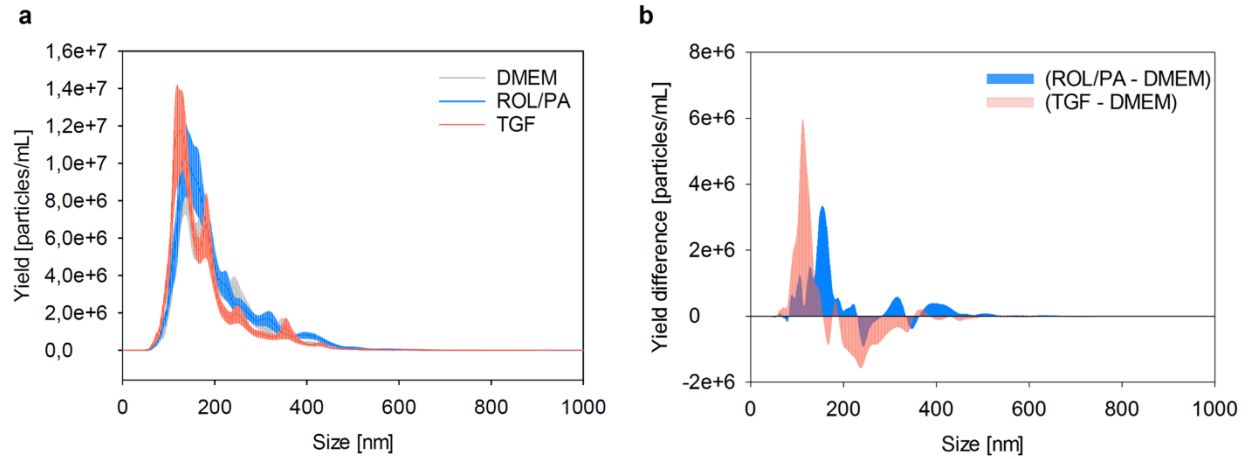 a
Yield [particles/mL]
1,6e+7
1.4e+7
1.2e+7
1.0e+7
8.0e+6
6.0e+6
4.0e+6
2.0e+6
0,0
0 200 400 600 800 1000
Size [nm]
DMEM
ROL/PA
TGF
b
Yield difference [particles/mL]
8e+6
6e+6
4e+6
2e+6
0
-2e+6
0 200 400 600 800 1000
Size [nm]
(ROL/PA - DMEM)
(TGF - DMEM)